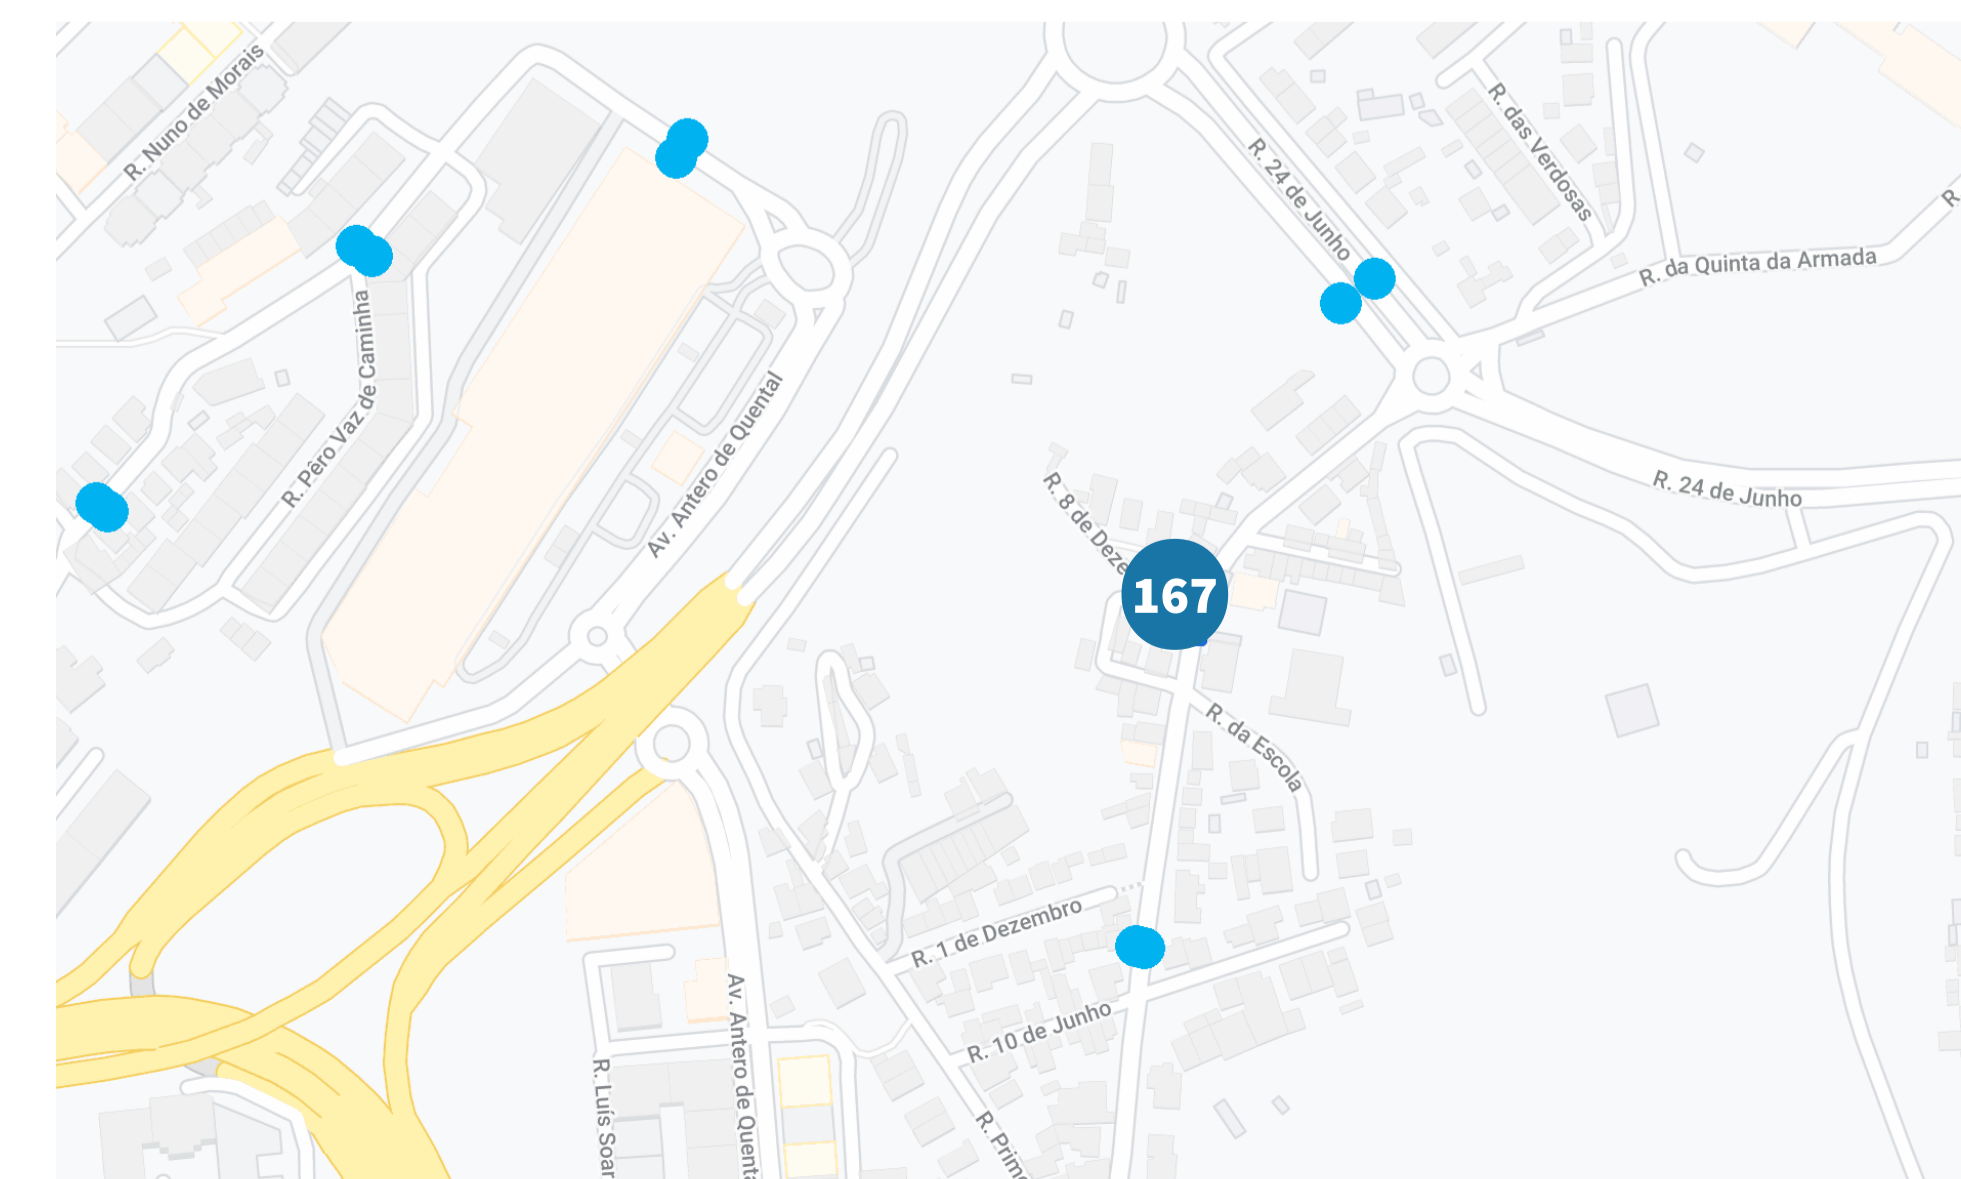 R. Nuno de Morais
R. das Verdosas
R. 24 de Junho
R.
R. da Quinta da Armada
R. Pêro Vaz de Caminha
Av. Antero de Quental
R. 24 de Junho
R. 8 de Deze
167
R. da Escola
R. 1 de Dezembro
R. 10 de Junho
Av. Antero de Quenta
R. Luís Soar
R. Prime